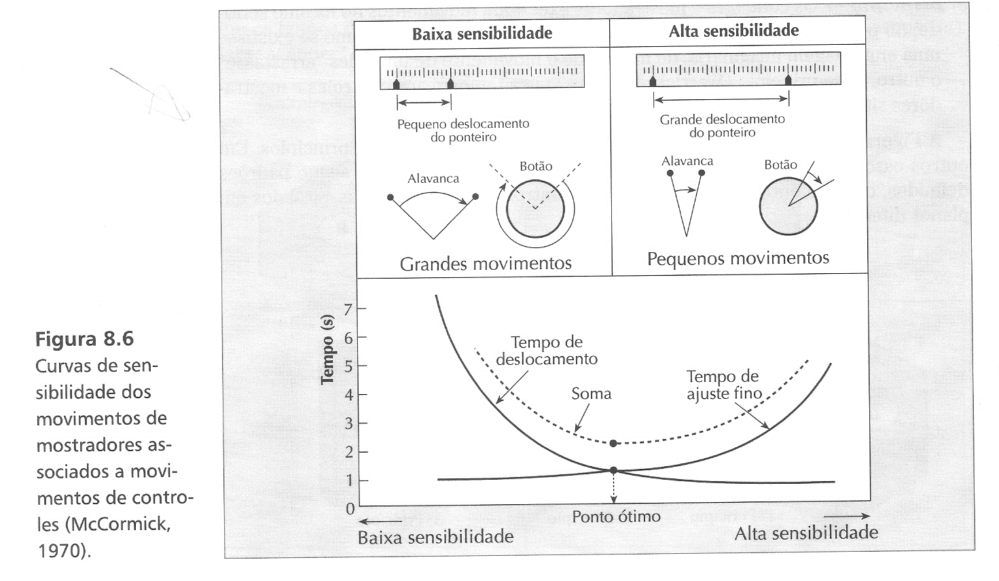 Baixa sensibilidade
Alta sensibilidade
Pequeno deslocamento
do ponteiro
Grande deslocamento
do ponteiro
Alavanca
Botão
Alavanca
Botão
Grandes movimentos
Pequenos movimentos
Tempo (s)
7
6
5
4
3
2
1
0
Tempo de
deslocamento
Soma
Tempo de
ajuste fino
Ponto ótimo
Baixa sensibilidade
Alta sensibilidade
Figura 8.6
Curvas de sen-
sibilidade dos
movimentos de
mostradores as-
sociados a movi-
mentos de contro-
les (McCormick,
1970).